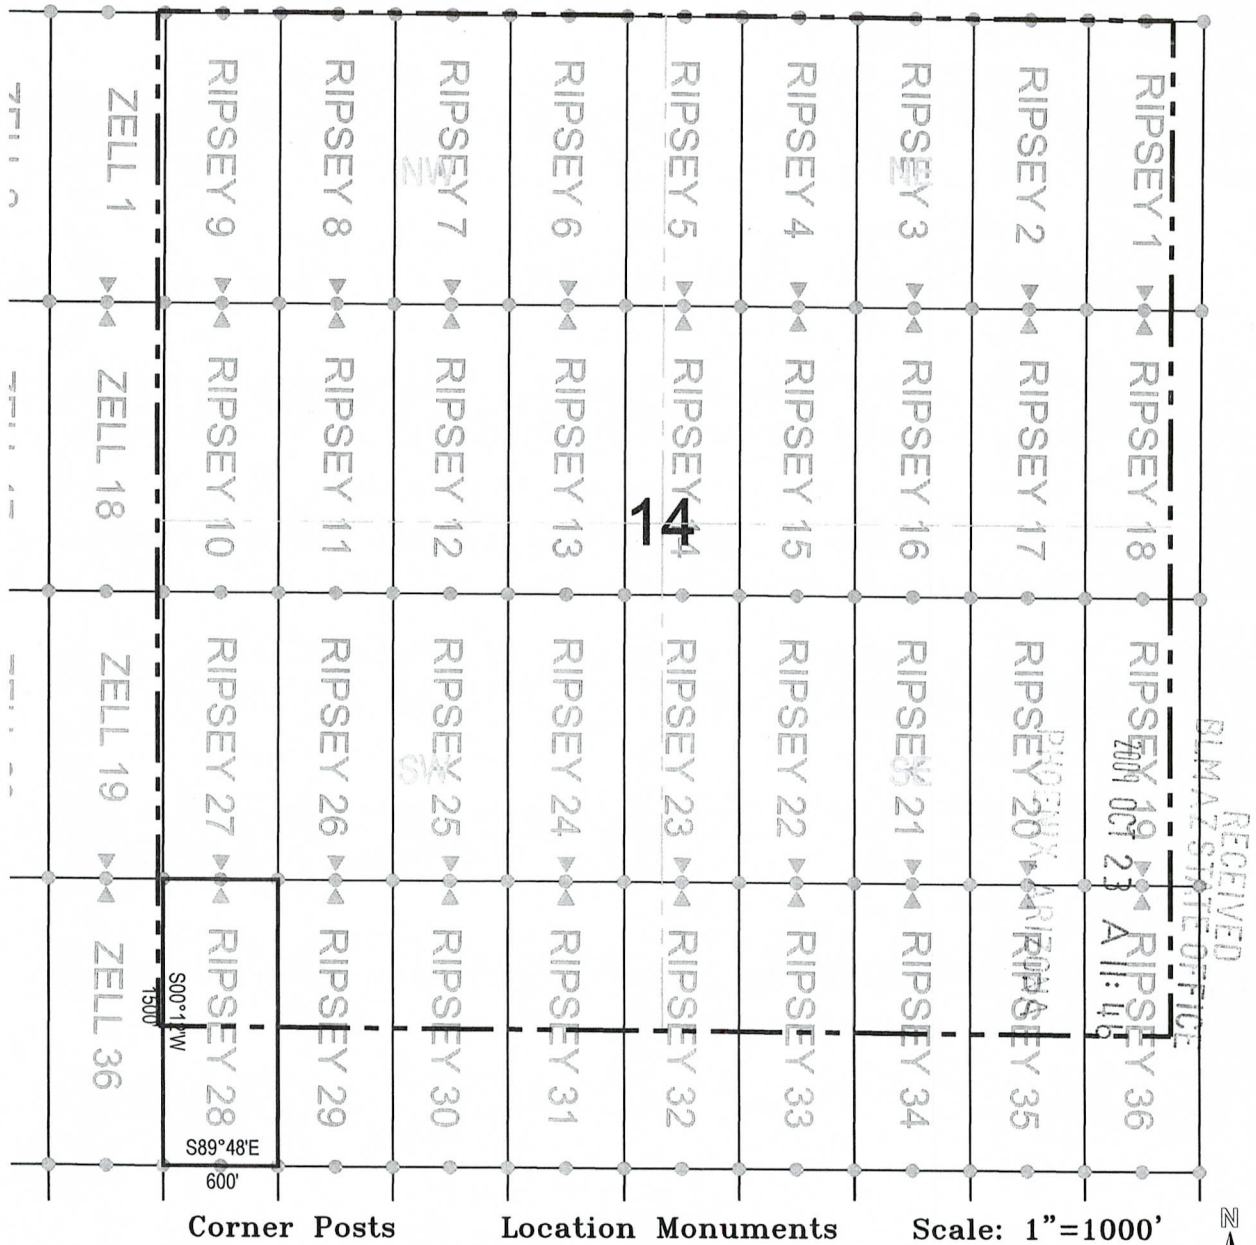 ZELL 1
RIPSEY 9
RIPSEY 8
RIPSEY 7
RIPSEY 6
RIPSEY 5
RIPSEY 4
RIPSEY 3
RIPSEY 2
RIPSEY 1
NW
NE
ZELL 18
RIPSEY 10
RIPSEY 11
RIPSEY 12
RIPSEY 13
RIPSEY 14
RIPSEY 15
RIPSEY 16
RIPSEY 17
RIPSEY 18
14
ZELL 19
RIPSEY 27
RIPSEY 26
RIPSEY 25
RIPSEY 24
RIPSEY 23
RIPSEY 22
RIPSEY 21
RIPSEY 20
RIPSEY 19
SW
SE
RECEIVED
BLM AZ STATE OFFICE
2001 OCT 23 A 11: 46
PHOENIX, ARIZONA
ZELL 36
RIPSEY 28
RIPSEY 29
RIPSEY 30
RIPSEY 31
RIPSEY 32
RIPSEY 33
RIPSEY 34
RIPSEY 35
RIPSEY 36
S00°12'W
1500'
S89°48'E
600'
Corner Posts Location Monuments Scale: 1"=1000'
N